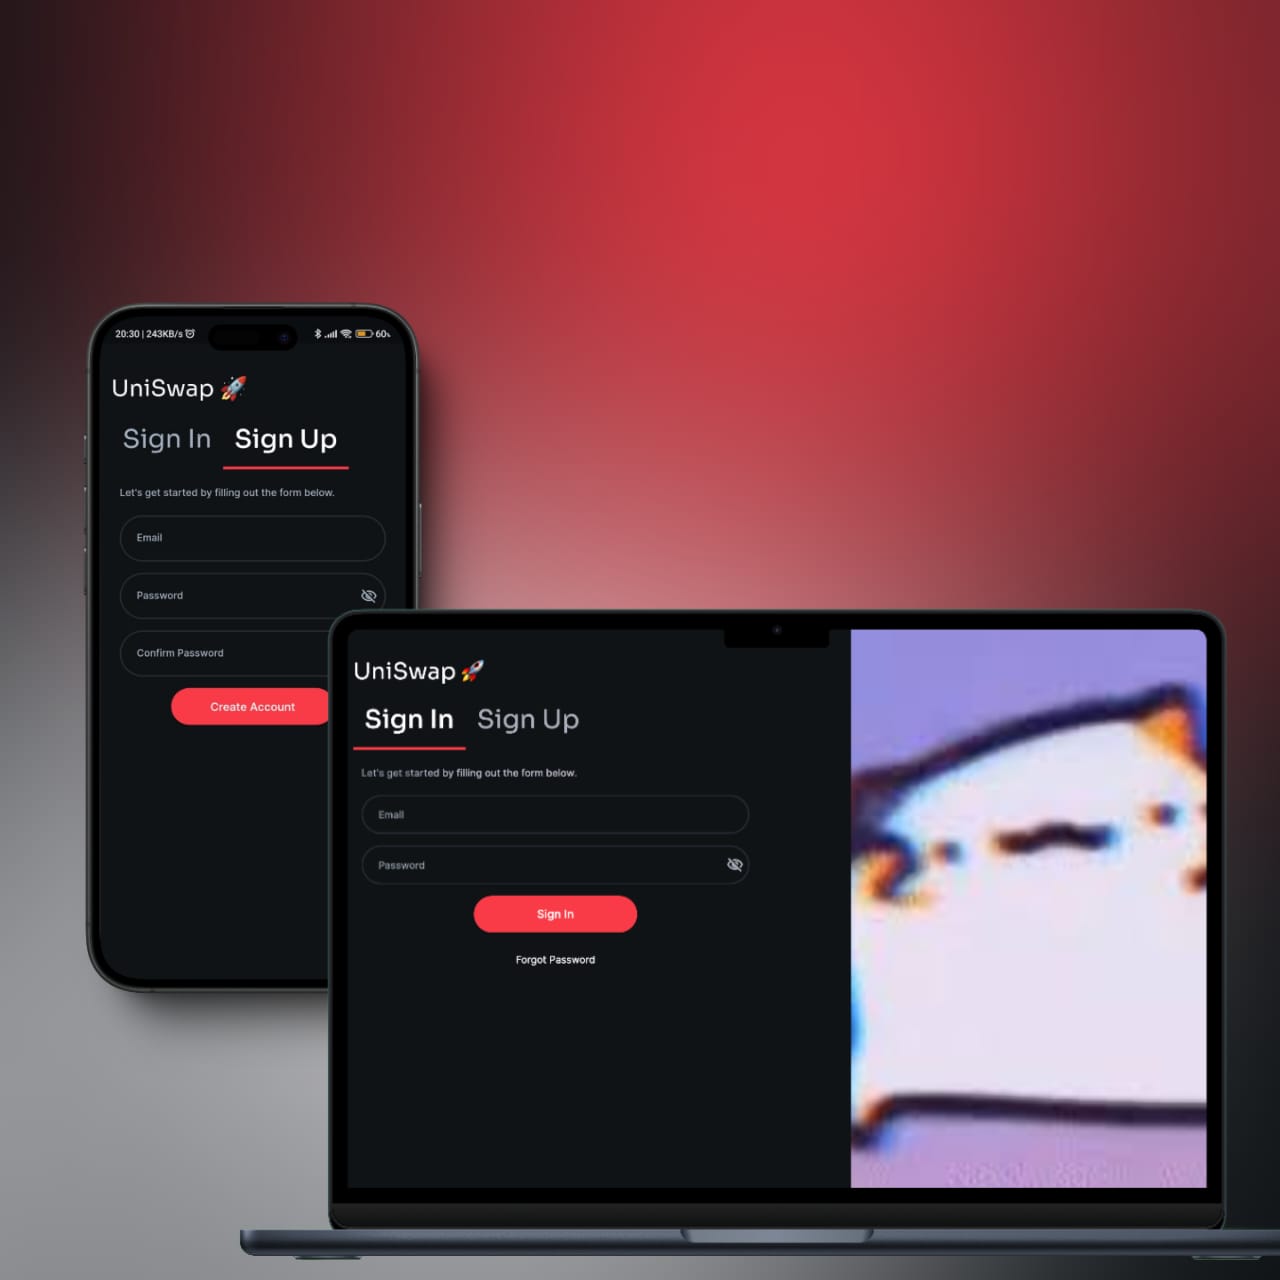 20:30 | 243KB/s
60
UniSwap 🚀
Sign In Sign Up
Let's get started by filling out the form below.
Email
Password
Confirm Password
Create Account
UniSwap 🚀
Sign In Sign Up
Let's get started by filling out the form below.
Email
Password
Sign In
Forgot Password